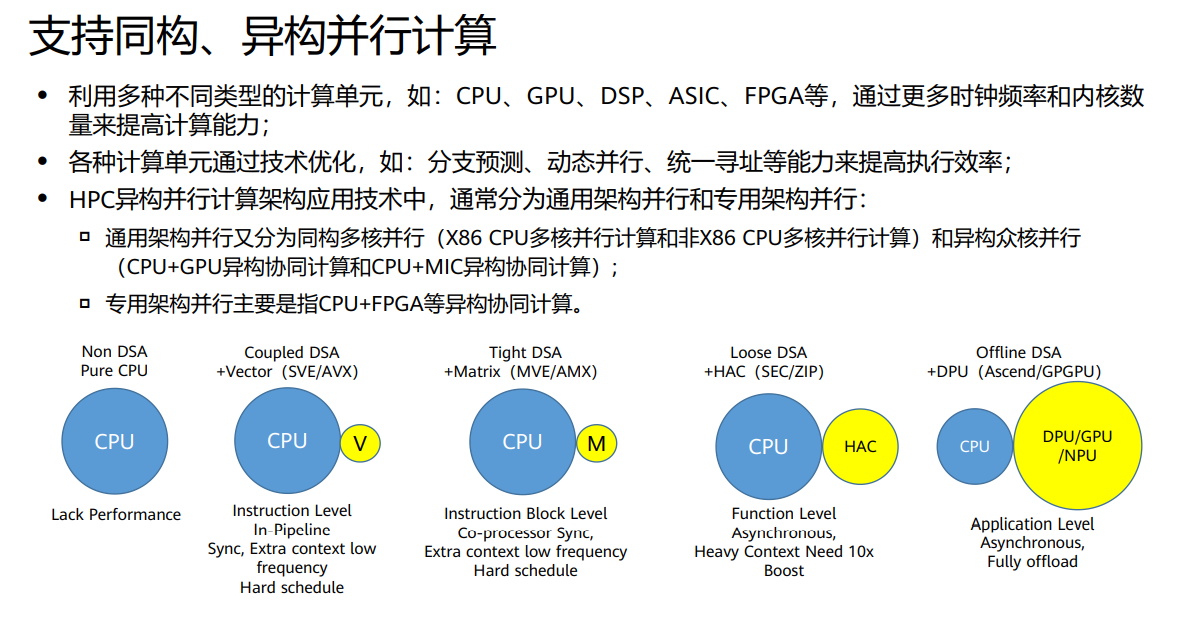 支持同构、异构并行计算
• 利用多种不同类型的计算单元，如：CPU、GPU、DSP、ASIC、FPGA等，通过更多时钟频率和内核数
量来提高计算能力；
• 各种计算单元通过技术优化，如：分支预测、动态并行、统一寻址等能力来提高执行效率；
• HPC异构并行计算架构应用技术中，通常分为通用架构并行和专用架构并行：
▫ 通用架构并行又分为同构多核并行（X86 CPU多核并行计算和非X86 CPU多核并行计算）和异构众核并行
（CPU+GPU异构协同计算和CPU+MIC异构协同计算）；
▫ 专用架构并行主要是指CPU+FPGA等异构协同计算。
Non DSA
Pure CPU
CPU
Lack Performance
Coupled DSA
+Vector（SVE/AVX）
CPU
V
Instruction Level
In-Pipeline
Sync, Extra context low
frequency
Hard schedule
Tight DSA
+Matrix（MVE/AMX）
CPU
M
Instruction Block Level
Co-processor Sync,
Extra context low frequency
Hard schedule
Loose DSA
+HAC（SEC/ZIP）
CPU
HAC
Function Level
Asynchronous,
Heavy Context Need 10x
Boost
Offline DSA
+DPU（Ascend/GPGPU）
CPU
DPU/GPU
/NPU
Application Level
Asynchronous,
Fully offload